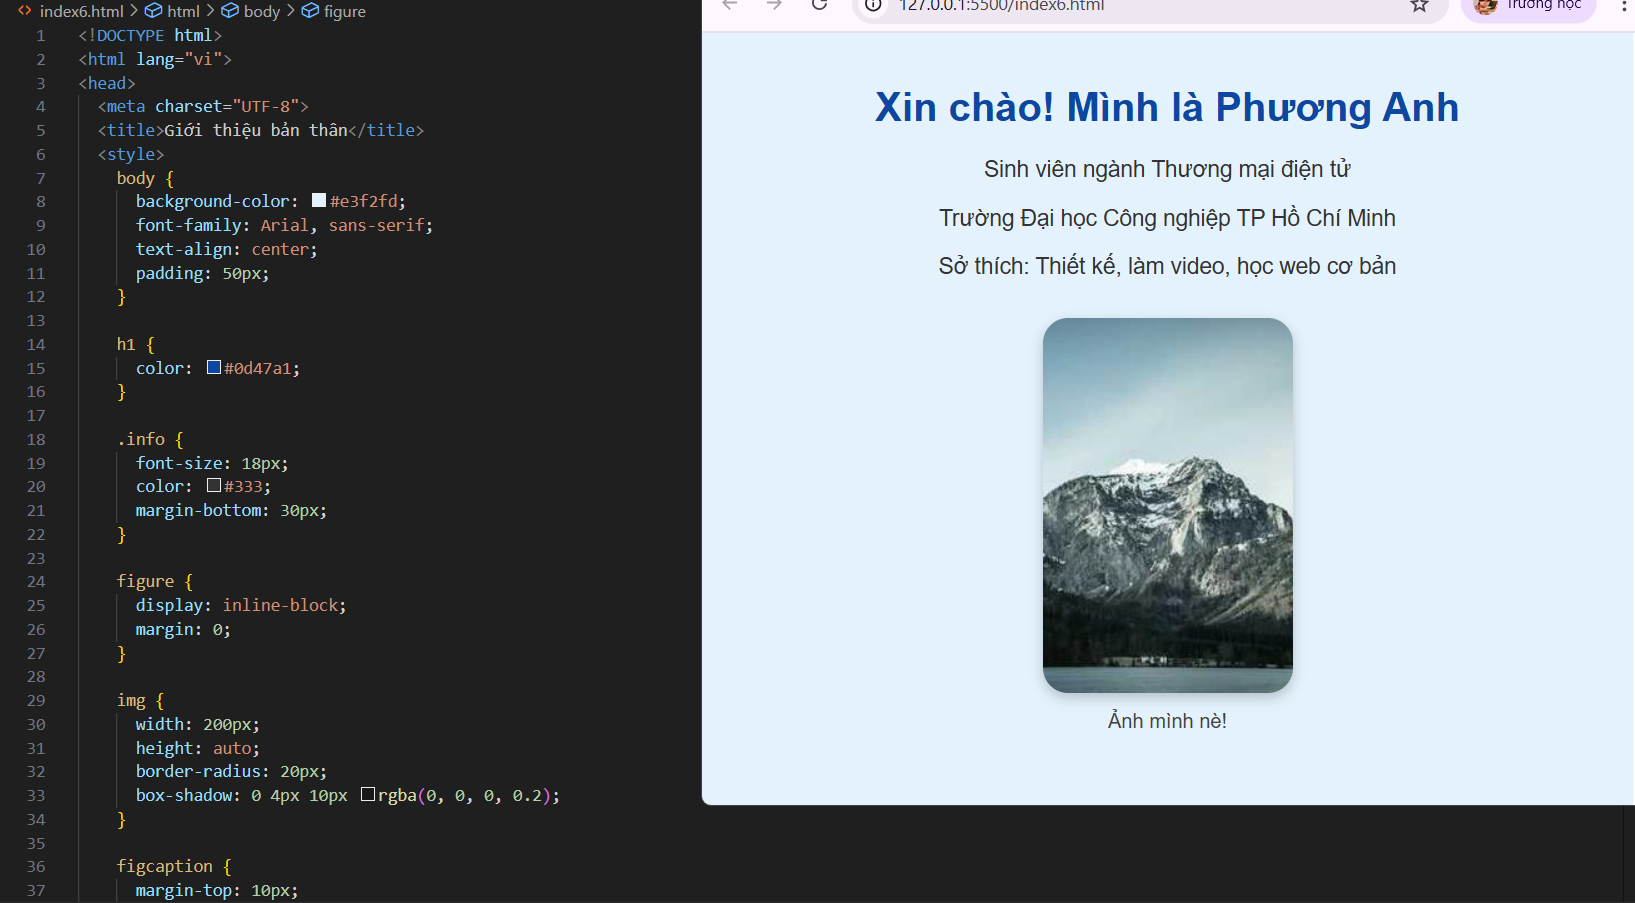 index6.html > html > body > figure
1 <!DOCTYPE html>
2 <html lang="vi">
3 <head>
4 <meta charset="UTF-8">
5 <title>Giới thiệu bản thân</title>
6 <style>
7 body {
8 background-color: #e3f2fd;
9 font-family: Arial, sans-serif;
10 text-align: center;
11 padding: 50px;
12 }
13
14 h1 {
15 color: #0d47a1;
16 }
17
18 .info {
19 font-size: 18px;
20 color: #333;
21 margin-bottom: 30px;
22 }
23
24 figure {
25 display: inline-block;
26 margin: 0;
27 }
28
29 img {
30 width: 200px;
31 height: auto;
32 border-radius: 20px;
33 box-shadow: 0 4px 10px rgba(0, 0, 0, 0.2);
34 }
35
36 figcaption {
37 margin-top: 10px;
127.0.0.1:5500/index6.html
Trường học
Xin chào! Mình là Phương Anh
Sinh viên ngành Thương mại điện tử
Trường Đại học Công nghiệp TP Hồ Chí Minh
Sở thích: Thiết kế, làm video, học web cơ bản
Ảnh mình nè!